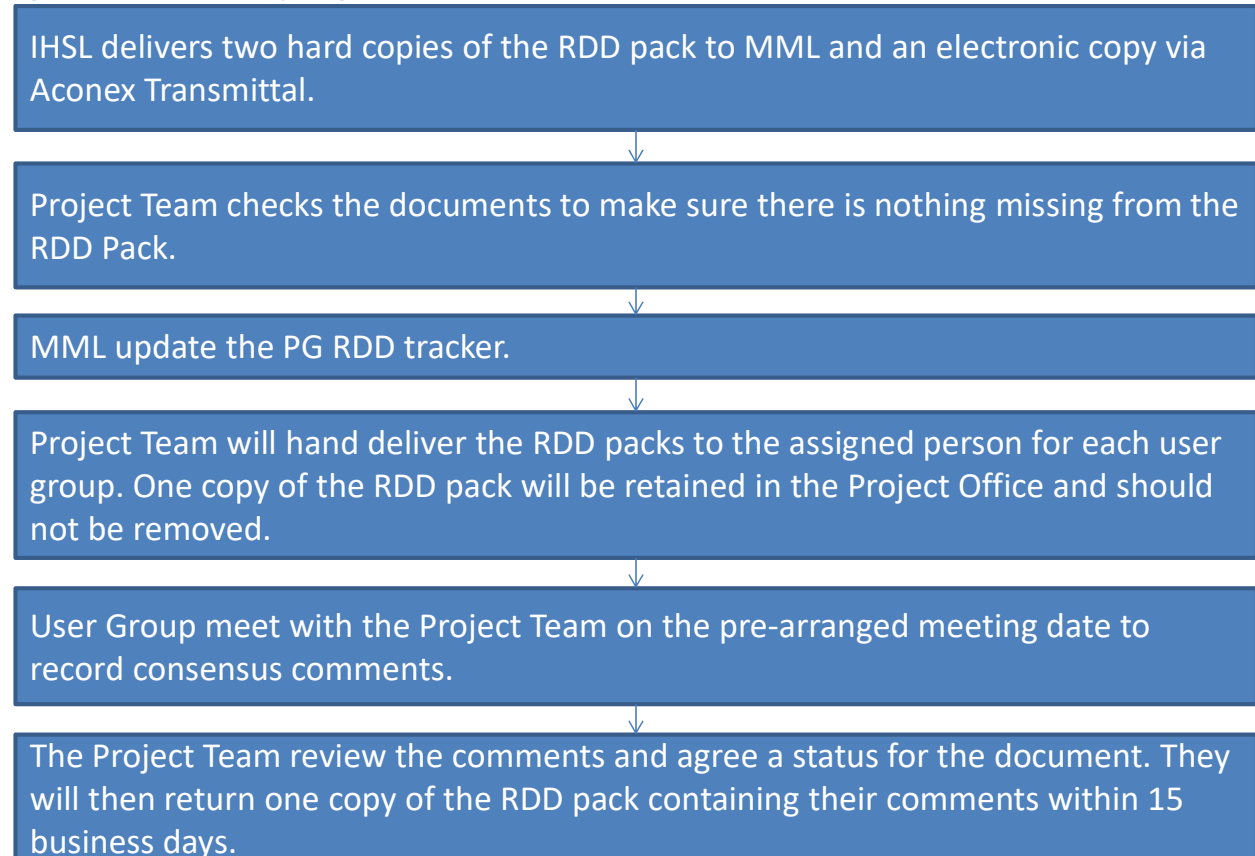 IHSL delivers two hard copies of the RDD pack to MML and an electronic copy via
Aconex Transmittal.
Project Team checks the documents to make sure there is nothing missing from the
RDD Pack.
MML update the PG RDD tracker.
Project Team will hand deliver the RDD packs to the assigned person for each user
group. One copy of the RDD pack will be retained in the Project Office and should
not be removed.
User Group meet with the Project Team on the pre-arranged meeting date to
record consensus comments.
The Project Team review the comments and agree a status for the document. They
will then return one copy of the RDD pack containing their comments within 15
business days.